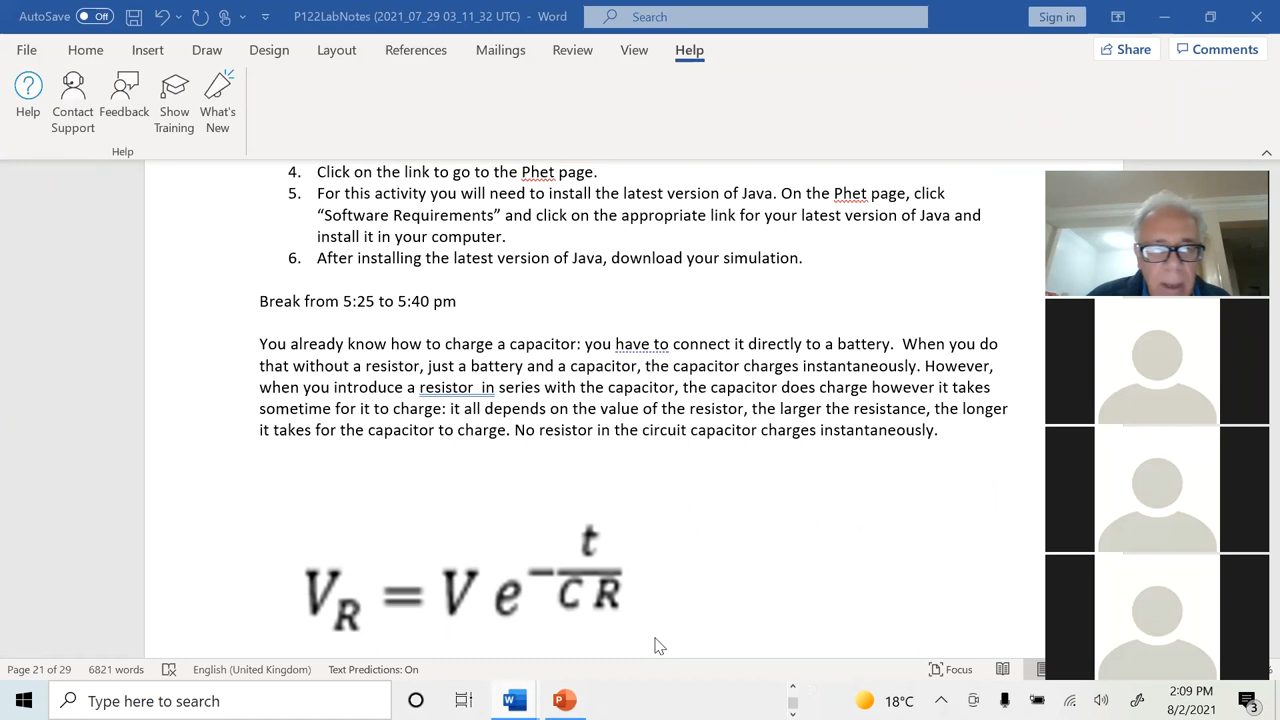 AutoSave Off P122LabNotes (2021_07_29 03_11_32 UTC) - Word Search Sign in
File Home Insert Draw Design Layout References Mailings Review View Help Share Comments
Help Contact Support Feedback Show Training What's New
Help
4. Click on the link to go to the Phet page.
5. For this activity you will need to install the latest version of Java. On the Phet page, click
“Software Requirements” and click on the appropriate link for your latest version of Java and
install it in your computer.
6. After installing the latest version of Java, download your simulation.
Break from 5:25 to 5:40 pm
You already know how to charge a capacitor: you have to connect it directly to a battery.  When you do
that without a resistor, just a battery and a capacitor, the capacitor charges instantaneously. However,
when you introduce a resistor  in series with the capacitor, the capacitor does charge however it takes
sometime for it to charge: it all depends on the value of the resistor, the larger the resistance, the longer
it takes for the capacitor to charge. No resistor in the circuit capacitor charges instantaneously.
V_R = V e^{-\frac{t}{C R}}
Page 21 of 29 6821 words English (United Kingdom) Text Predictions: On Focus
Type here to search 18°C 2:09 PM
8/2/2021 3